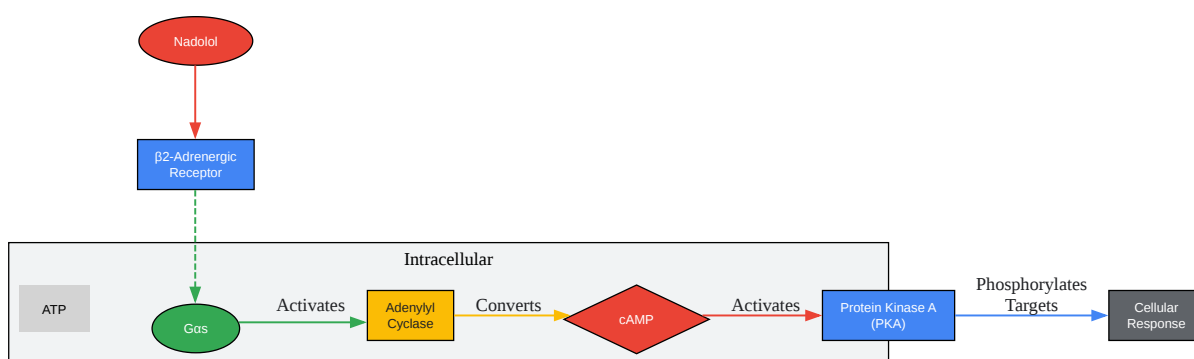 Nadolol
β2-Adrenergic
Receptor
Intracellular
ATP
Gαs
Activates
Adenylyl
Cyclase
Converts
cAMP
Activates
Protein Kinase A
(PKA)
Phosphorylates
Targets
Cellular
Response